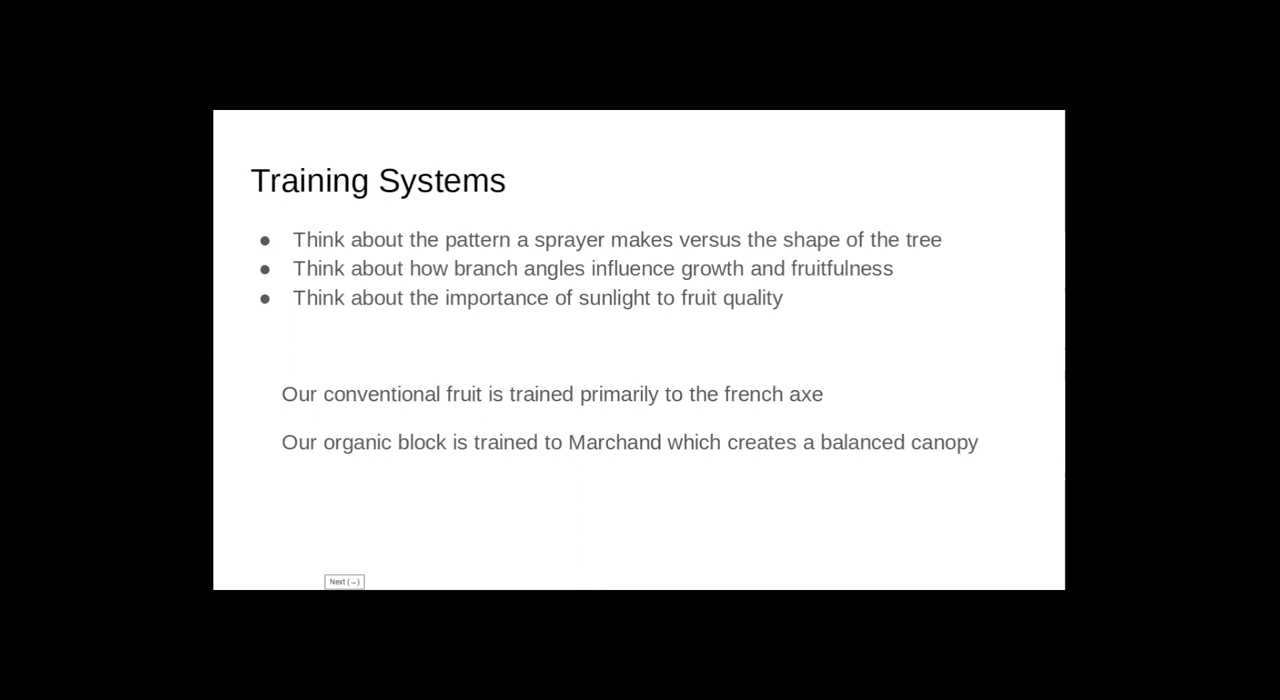 Training Systems
● Think about the pattern a sprayer makes versus the shape of the tree
● Think about how branch angles influence growth and fruitfulness
● Think about the importance of sunlight to fruit quality
Our conventional fruit is trained primarily to the french axe
Our organic block is trained to Marchand which creates a balanced canopy
Next (→)